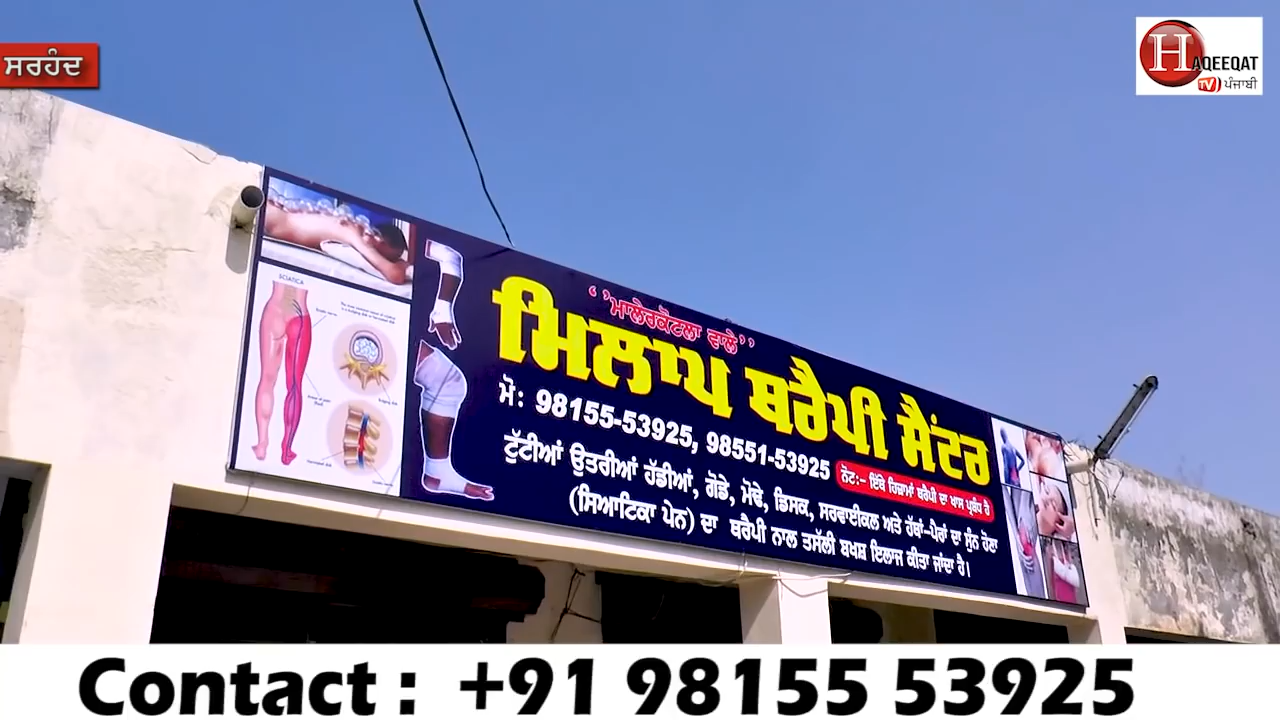 ਸਰਹੰਦ
HAQEEQAT
TV ਪੰਜਾਬੀ
SCIATICA
‘‘ਮਾਲੇਰਕੋਟਲਾ ਵਾਲੇ’’
ਮਿਲਾਪ ਥਰੈਪੀ ਸੈਂਟਰ
ਮੋ: 98155-53925, 98551-53925
ਨੋਟ:- ਇੱਥੇ ਹਿਜ਼ਾਮਾਂ ਥਰੈਪੀ ਦਾ ਖਾਸ ਪ੍ਰਬੰਧ ਹੈ
ਟੁੱਟੀਆਂ ਉਤਰੀਆਂ ਹੱਡੀਆਂ, ਗੋਡੇ, ਮੋਢੇ, ਡਿਸਕ, ਸਰਵਾਈਕਲ ਅਤੇ ਹੱਥਾਂ-ਪੈਰਾਂ ਦਾ ਸੁੰਨ ਹੋਣਾ
(ਸਿਆਟਿਕਾ ਪੇਨ) ਦਾ ਥਰੈਪੀ ਨਾਲ ਤਸੱਲੀ ਬਖਸ਼ ਇਲਾਜ ਕੀਤਾ ਜਾਂਦਾ ਹੈ।
Contact : +91 98155 53925